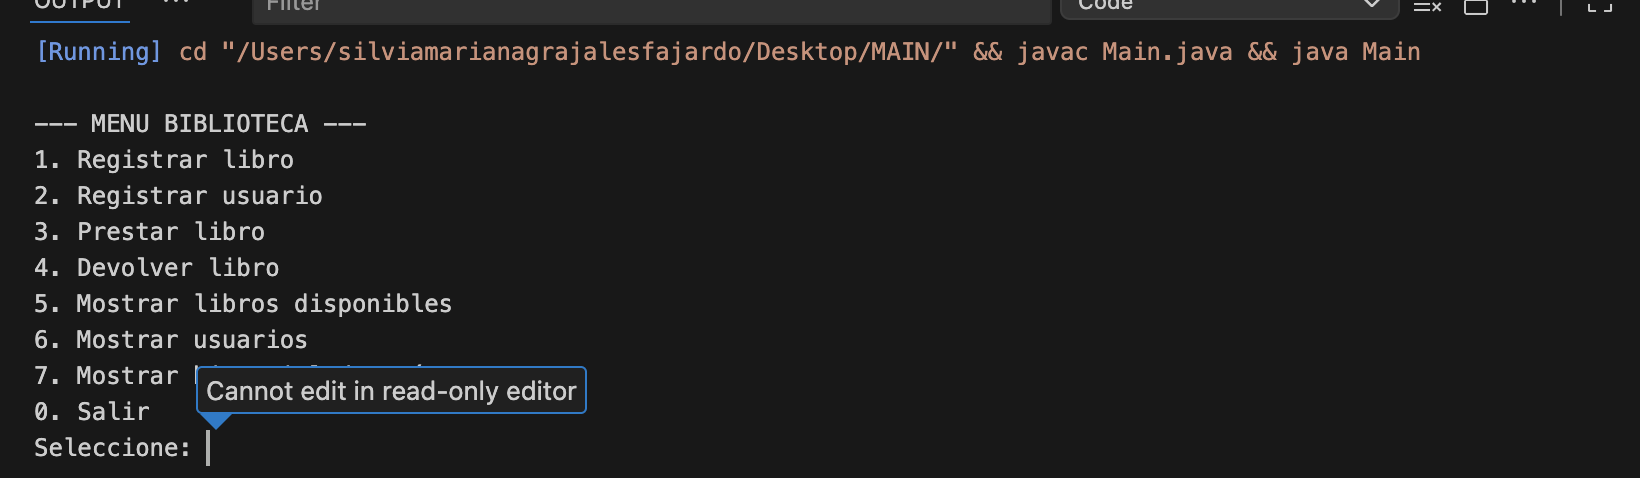 OUTPUT ··· Filter Code
[Running] cd "/Users/silviamarianagrajalesfajardo/Desktop/MAIN/" && javac Main.java && java Main
--- MENU BIBLIOTECA ---
1. Registrar libro
2. Registrar usuario
3. Prestar libro
4. Devolver libro
5. Mostrar libros disponibles
6. Mostrar usuarios
7. Mostrar
Cannot edit in read-only editor
0. Salir
Seleccione: